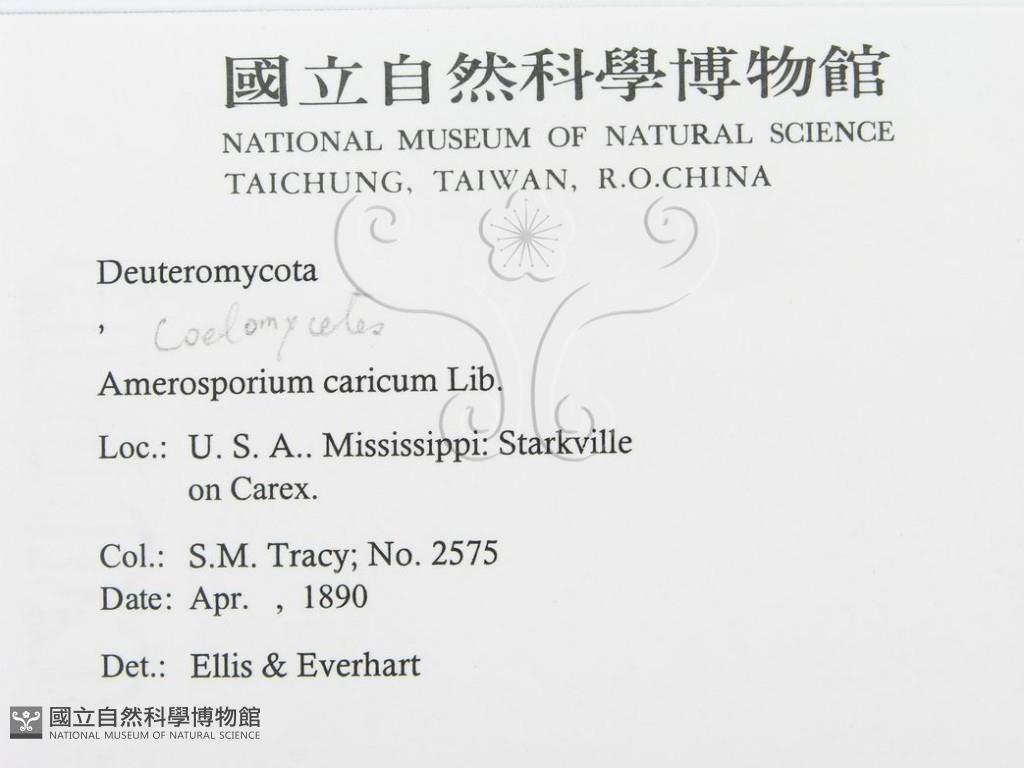 國立自然科學博物館
NATIONAL MUSEUM OF NATURAL SCIENCE
TAICHUNG, TAIWAN, R.O.CHINA
Deuteromycota
, Coelomycetes
Amerosporium caricum Lib.
Loc.: U. S. A.. Mississippi: Starkville
on Carex.
Col.: S.M. Tracy; No. 2575
Date: Apr. , 1890
Det.: Ellis & Everhart
國立自然科學博物館
NATIONAL MUSEUM OF NATURAL SCIENCE